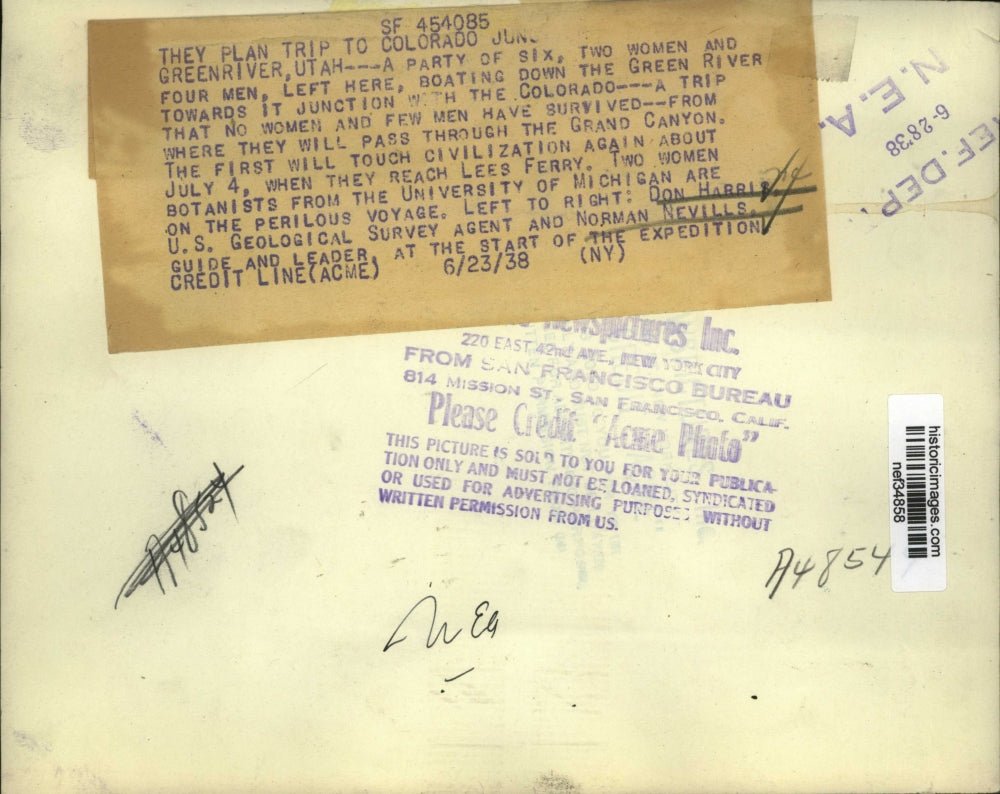 SF 454085
THEY PLAN TRIP TO COLORADO
GREENRIVER, UTAH---A PARTY OF SIX, TWO WOMEN AND
FOUR MEN, LEFT HERE, BOATING DOWN THE GREEN RIVER
TOWARDS IT JUNCTION WITH THE COLORADO---A TRIP
THAT NO WOMEN AND FEW MEN HAVE SURVIVED--FROM
WHERE THEY WILL PASS THROUGH THE GRAND CANYON.
THE FIRST WILL TOUCH CIVILIZATION AGAIN ABOUT
JULY 4, WHEN THEY REACH LEES FERRY. TWO WOMEN
BOTANISTS FROM THE UNIVERSITY OF MICHIGAN ARE
ON THE PERILOUS VOYAGE. LEFT TO RIGHT: DON HARRIS,
U.S. GEOLOGICAL SURVEY AGENT AND NORMAN NEVILLS,
GUIDE AND LEADER, AT THE START OF THE EXPEDITION
CREDIT LINE(ACME) 6/23/38 (NY)
N.E.A.
6-28-38
REF. DEP
Newspictures Inc.
220 EAST 42nd AVE., NEW YORK CITY
FROM SAN FRANCISCO BUREAU
814 MISSION ST., SAN FRANCISCO, CALIF.
Please Credit "Acme Photo"
THIS PICTURE IS SOLD TO YOU FOR YOUR PUBLICA-
TION ONLY AND MUST NOT BE LOANED, SYNDICATED
OR USED FOR ADVERTISING PURPOSES WITHOUT
WRITTEN PERMISSION FROM US.
historicimages.com
nef34858
A4854
NEA